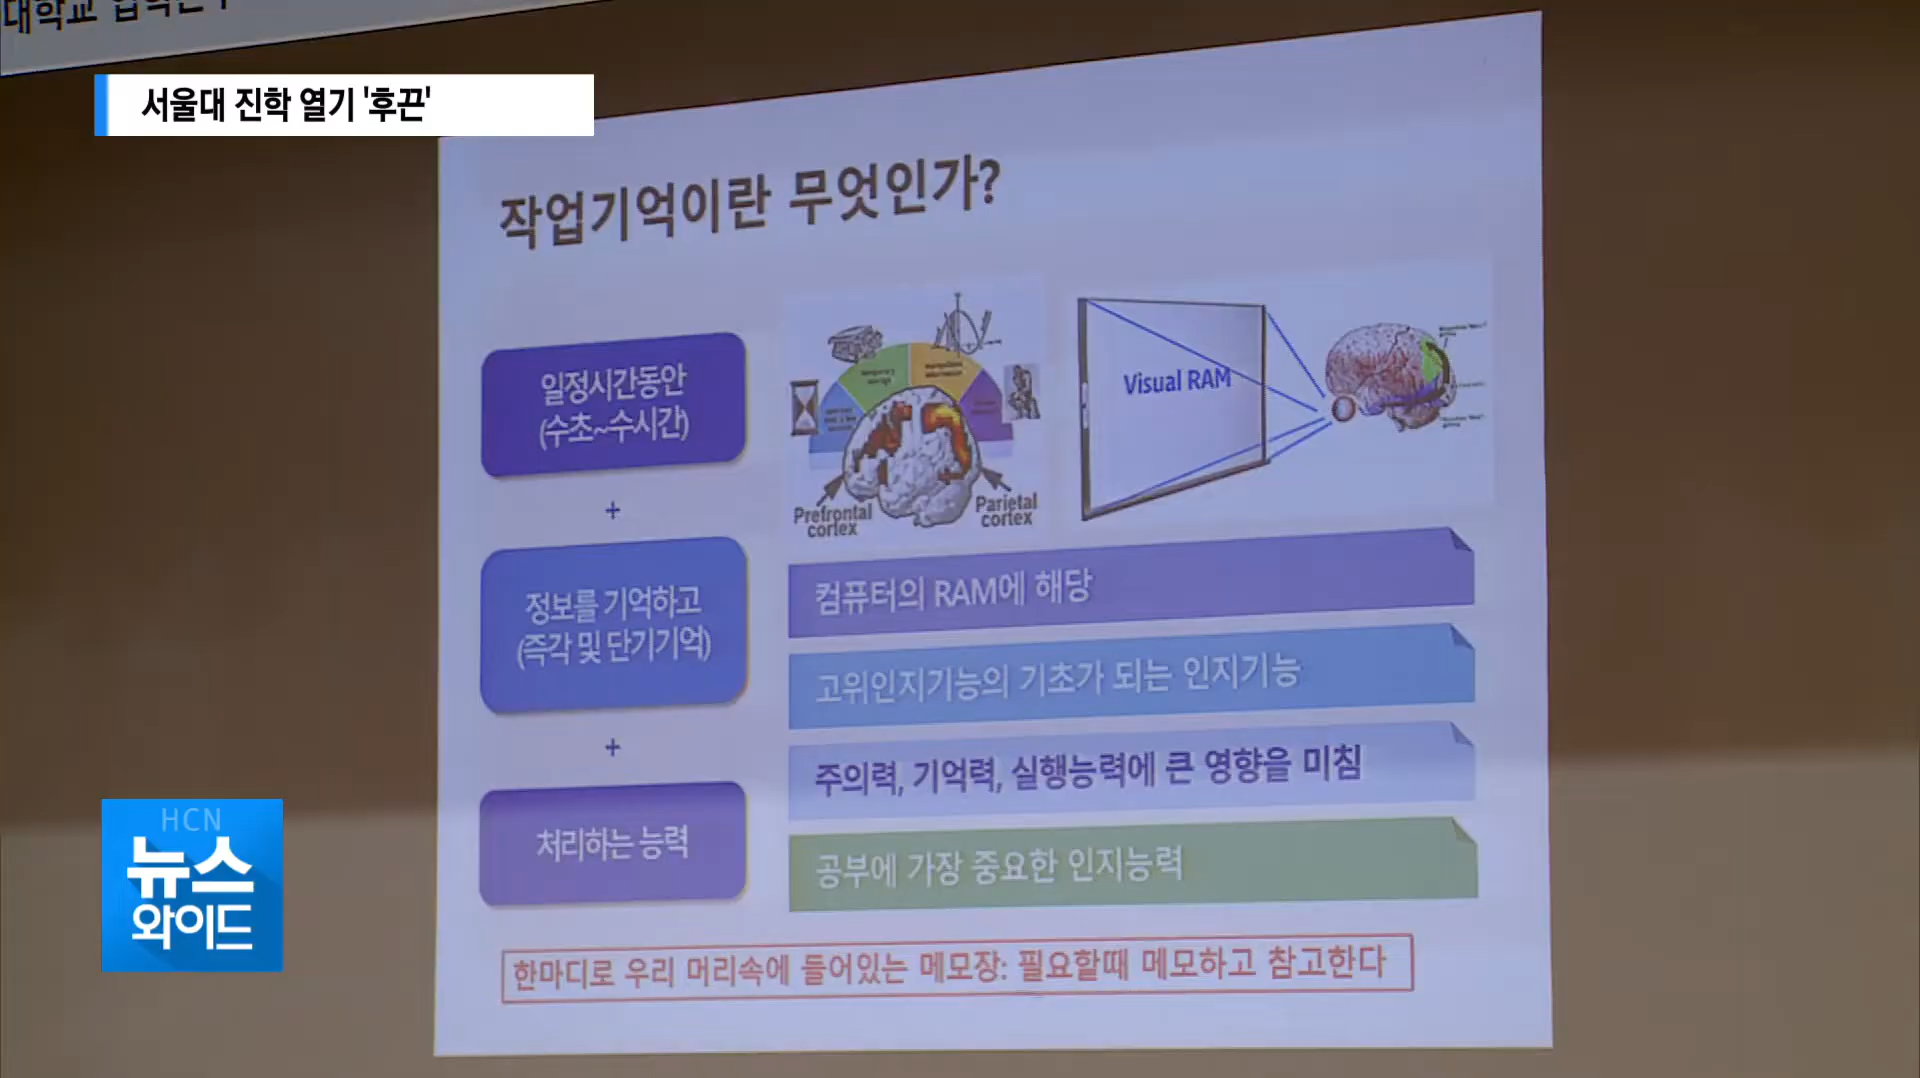 대학교
서울대 진학 열기 '후끈'
작업기억이란 무엇인가?
일정시간동안
(수초~수시간)
+
정보를 기억하고
(즉각 및 단기기억)
+
처리하는 능력
Prefrontal
cortex
Parietal
cortex
Visual RAM
컴퓨터의 RAM에 해당
고위인지기능의 기초가 되는 인지기능
주의력, 기억력, 실행능력에 큰 영향을 미침
공부에 가장 중요한 인지능력
한마디로 우리 머리속에 들어있는 메모장: 필요할때 메모하고 참고한다
HCN
뉴스
와이드